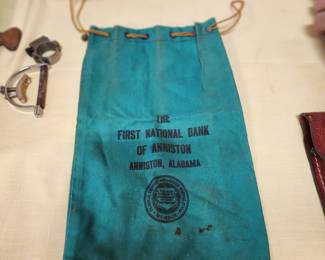 THE
FIRST NATIONAL BANK
OF ANNISTON
ANNISTON, ALABAMA